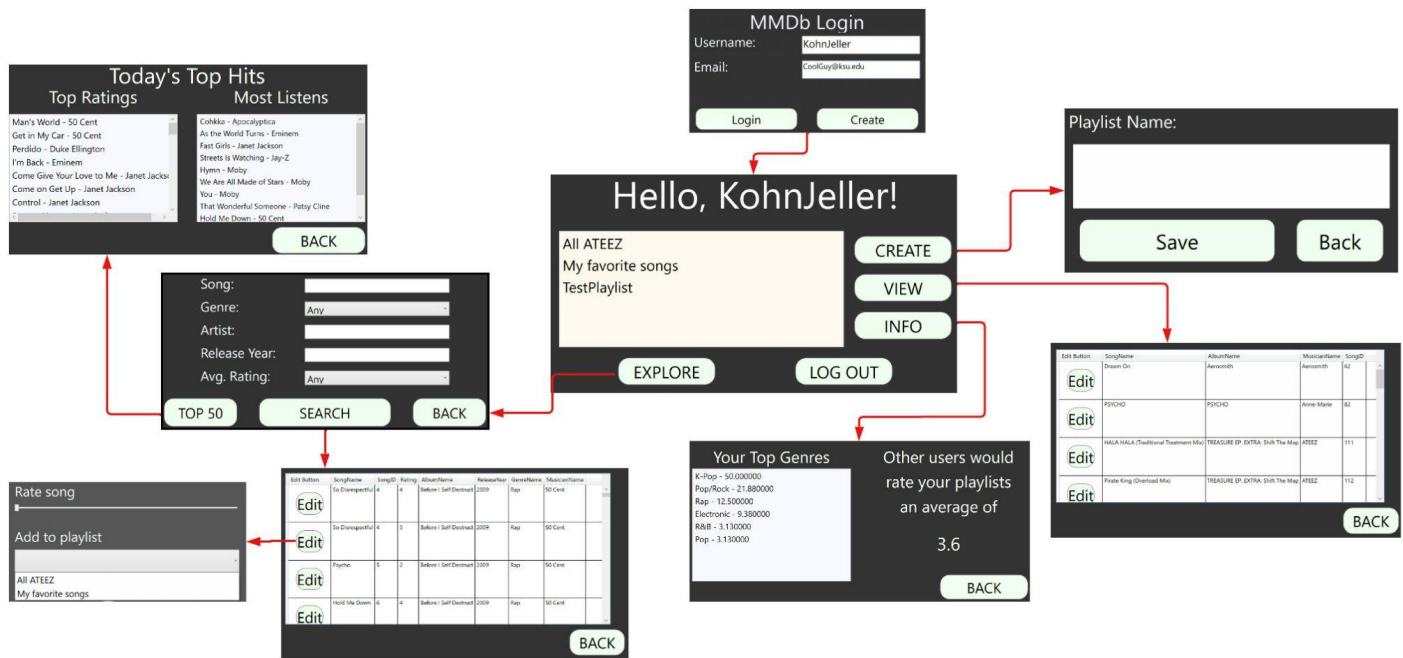 MMDb Login
Username: KohnJeller
Email: CoolGuy@ksu.edu
Login Create
Today's Top Hits
Top Ratings Most Listens
Man's World - 50 Cent
Get in My Car - 50 Cent
Perdido - Duke Ellington
I'm Back - Eminem
Come Give Your Love to Me - Janet Jacks
Come on Get Up - Janet Jackson
Control - Janet Jackson
Cohkka - Apocalyptica
As the World Turns - Eminem
Fast Girls - Janet Jackson
Streets Is Watching - Jay-Z
Hymn - Moby
We Are All Made of Stars - Moby
You - Moby
That Wonderful Someone - Patsy Cline
Hold Me Down - 50 Cent
BACK
Playlist Name:
Save Back
Hello, KohnJeller!
All ATEEZ
My favorite songs
TestPlaylist
CREATE
VIEW
INFO
EXPLORE LOG OUT
Song:
Genre: Any
Artist:
Release Year:
Avg. Rating: Any
TOP 50 SEARCH BACK
Edit Button SongName AlbumName MusicianName SongID
Edit Dream On Aerosmith Aerosmith 62
Edit PSYCHO PSYCHO Anne-Marie 82
Edit HALA HALA (Traditional Treatment Mix) TREASURE EP. EXTRA: Shift The Map ATEEZ 111
Edit Pirate King (Overload Mix) TREASURE EP. EXTRA: Shift The Map ATEEZ 112
BACK
Your Top Genres
K-Pop - 50.000000
Pop/Rock - 21.880000
Rap - 12.500000
Electronic - 9.380000
R&B - 3.130000
Pop - 3.130000
Other users would
rate your playlists
an average of
3.6
BACK
Edit Button SongName SongID Rating AlbumName ReleaseYear GenreName MusicianName
Edit So Disrespectful 4 4 Before I Self Destruct 2009 Rap 50 Cent
Edit So Disrespectful 4 3 Before I Self Destruct 2009 Rap 50 Cent
Edit Psycho 5 2 Before I Self Destruct 2009 Rap 50 Cent
Edit Hold Me Down 6 4 Before I Self Destruct 2009 Rap 50 Cent
BACK
Rate song
Add to playlist
All ATEEZ
My favorite songs